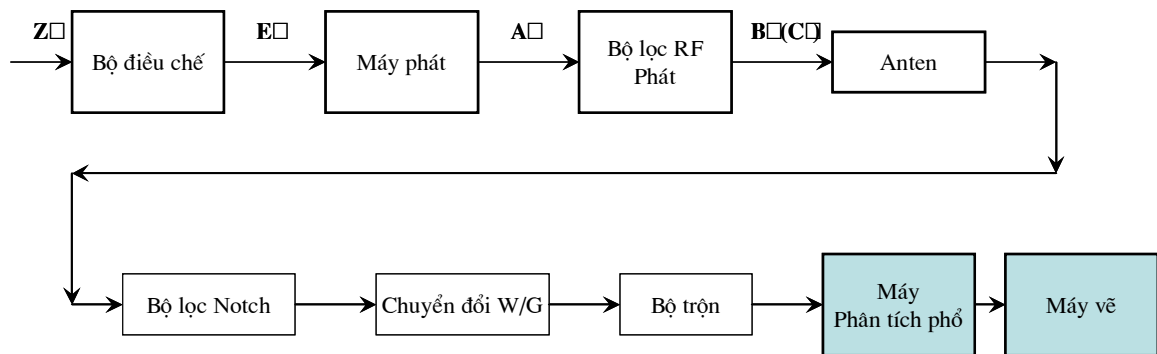 Z□ E□ A□ B□(C□)
Bộ điều chế
Máy phát
Bộ lọc RF
Phát
Anten
Bộ lọc Notch
Chuyển đổi W/G
Bộ trộn
Máy
Phân tích phổ
Máy vẽ